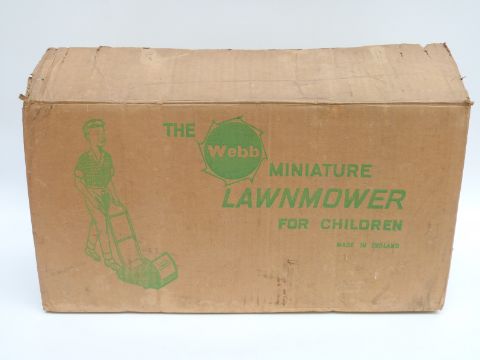 THE Webb
MINIATURE
LAWNMOWER
FOR CHILDREN
MADE IN ENGLAND